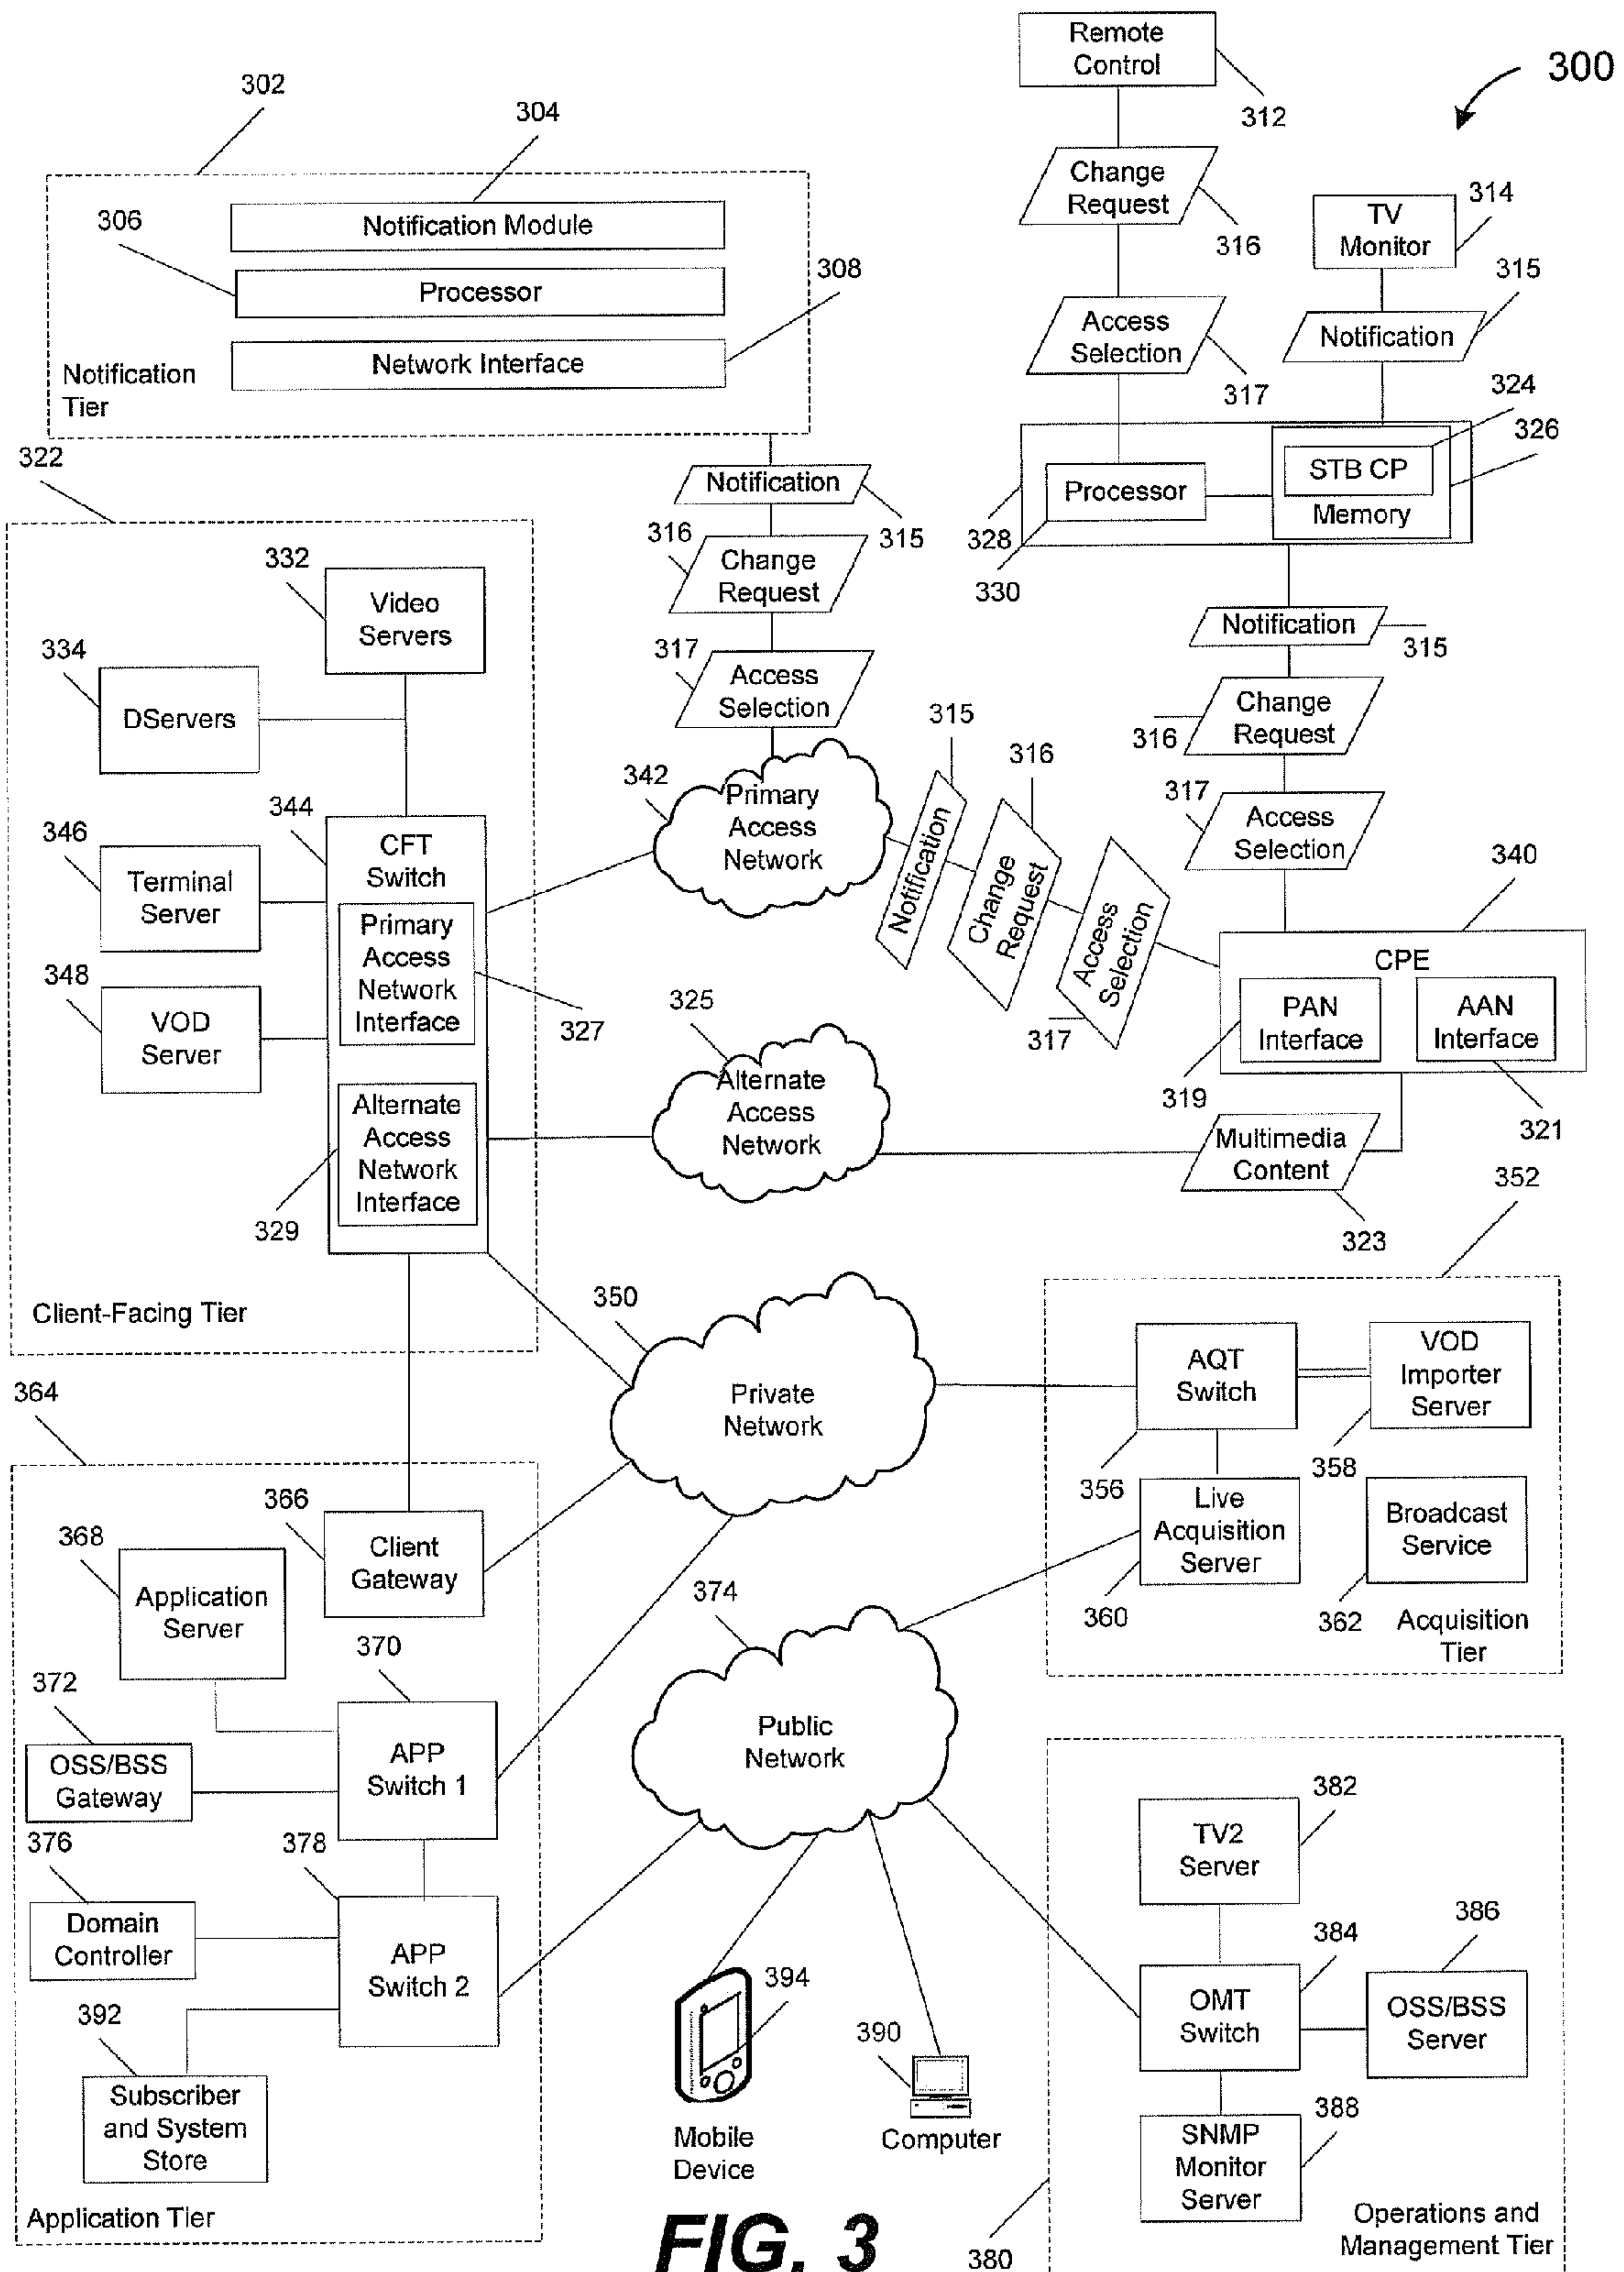 300
Remote
Control
312
Change
Request
316
Access
Selection
317
TV
Monitor
314
Notification
315
302
304
Notification Module
306
Processor
308
Network Interface
Notification
Tier
324
326
STB CP
Memory
Processor
328
330
Notification
315
316
Change
Request
317
Access
Selection
Notification
315
316
Change
Request
317
Access
Selection
322
332
Video
Servers
334
DServers
344
CFT
Switch
346
Terminal
Server
Primary
Access
Network
Interface
327
348
VOD
Server
Alternate
Access
Network
Interface
329
Client-Facing Tier
342
Primary
Access
Network
315
Notification
316
Change
Request
317
Access
Selection
340
CPE
PAN
Interface
319
AAN
Interface
321
325
Alternate
Access
Network
Multimedia
Content
323
350
Private
Network
352
AQT
Switch
356
VOD
Importer
Server
358
Live
Acquisition
Server
360
Broadcast
Service
362
Acquisition
Tier
364
366
Client
Gateway
368
Application
Server
370
APP
Switch 1
372
OSS/BSS
Gateway
376
Domain
Controller
378
APP
Switch 2
392
Subscriber
and System
Store
Application Tier
374
Public
Network
394
Mobile
Device
390
Computer
382
TV2
Server
384
OMT
Switch
386
OSS/BSS
Server
388
SNMP
Monitor
Server
Operations and
Management Tier
380
FIG. 3